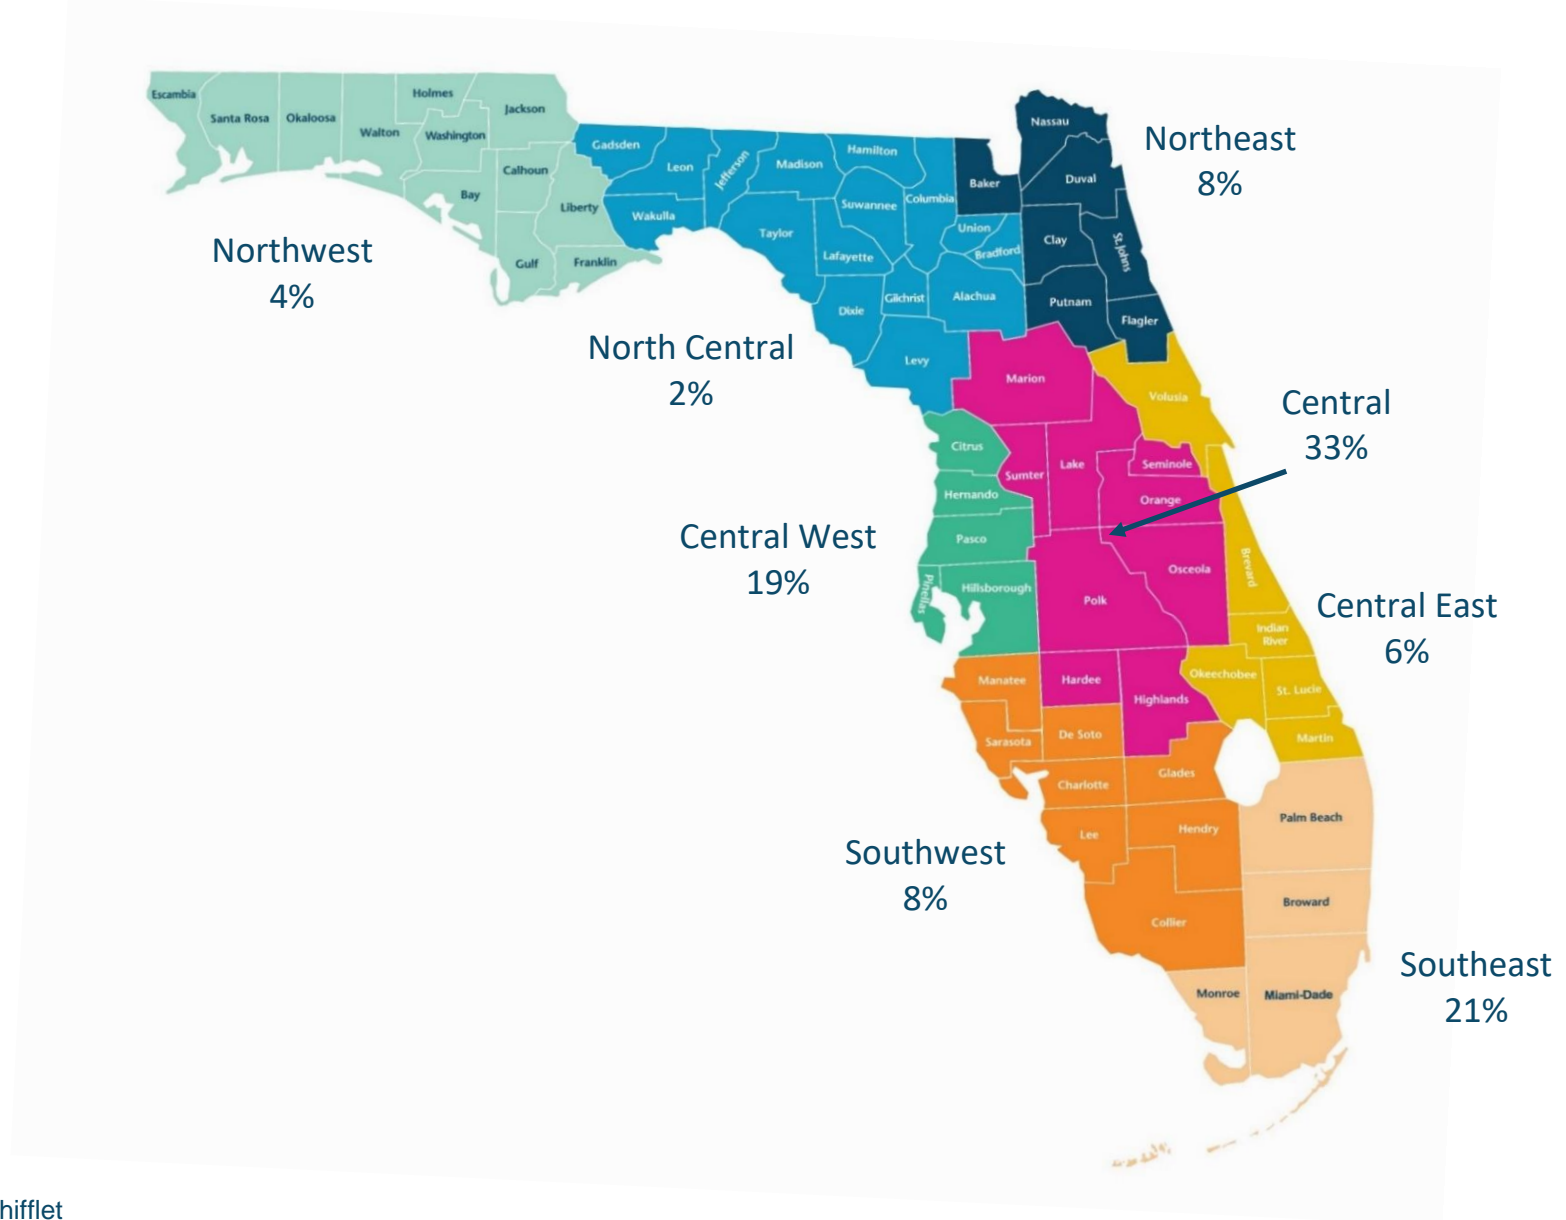 Escambia
Santa Rosa
Okaloosa
Walton
Holmes
Washington
Jackson
Calhoun
Bay
Liberty
Gulf
Franklin
Northwest
4%
Gadsden
Leon
Jefferson
Madison
Hamilton
Wakulla
Taylor
Suwannee
Columbia
Lafayette
Union
Bradford
Dixie
Gilchrist
Alachua
Levy
North Central
2%
Nassau
Baker
Duval
Clay
St. Johns
Putnam
Flagler
Northeast
8%
Marion
Sumter
Lake
Seminole
Orange
Osceola
Polk
Hardee
Highlands
Central
33%
Citrus
Hernando
Pasco
Pinellas
Hillsborough
Central West
19%
Volusia
Brevard
Indian
River
Okeechobee
St. Lucie
Martin
Central East
6%
Manatee
Sarasota
De Soto
Charlotte
Glades
Lee
Hendry
Collier
Southwest
8%
Palm Beach
Broward
Monroe
Miami-Dade
Southeast
21%
hifflet